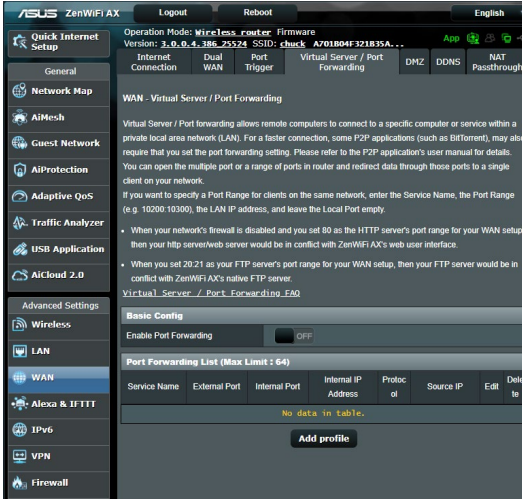 ASUS ZenWiFi AX Logout Reboot English
Quick Internet Setup
General
Network Map
AiMesh
Guest Network
AiProtection
Adaptive QoS
Traffic Analyzer
USB Application
AiCloud 2.0
Advanced Settings
Wireless
LAN
WAN
Alexa & IFTTT
IPv6
VPN
Firewall
Operation Mode: Wireless router Firmware
Version: 3.0.0.4.386_25524 SSID: chuck A701B04F321B35A... App
Internet Connection
Dual WAN
Port Trigger
Virtual Server / Port Forwarding
DMZ
DDNS
NAT Passthrough
WAN - Virtual Server / Port Forwarding
Virtual Server / Port forwarding allows remote computers to connect to a specific computer or service within a
private local area network (LAN). For a faster connection, some P2P applications (such as BitTorrent), may also
require that you set the port forwarding setting. Please refer to the P2P application's user manual for details.
You can open the multiple port or a range of ports in router and redirect data through those ports to a single
client on your network.
If you want to specify a Port Range for clients on the same network, enter the Service Name, the Port Range
(e.g. 10200:10300), the LAN IP address, and leave the Local Port empty.
• When your network's firewall is disabled and you set 80 as the HTTP server's port range for your WAN setup,
then your http server/web server would be in conflict with ZenWiFi AX's web user interface.
• When you set 20:21 as your FTP server's port range for your WAN setup, then your FTP server would be in
conflict with ZenWiFi AX's native FTP server.
Virtual Server / Port Forwarding FAQ
Basic Config
Enable Port Forwarding OFF
Port Forwarding List (Max Limit : 64)
Service Name External Port Internal Port Internal IP Address Protocol Source IP Edit Delete
No data in table.
Add profile